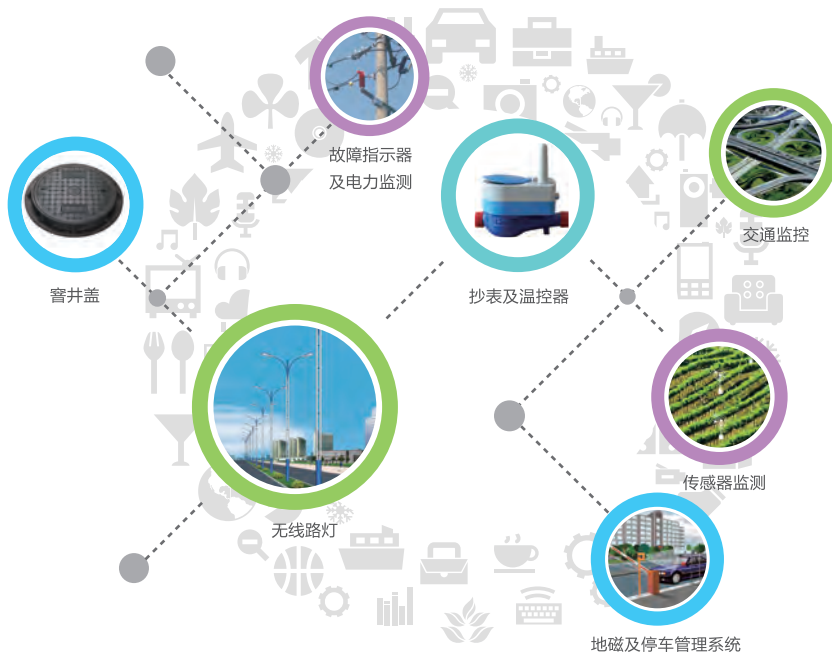 故障指示器
及电力监测
交通监控
窨井盖
抄表及温控器
传感器监测
无线路灯
地磁及停车管理系统